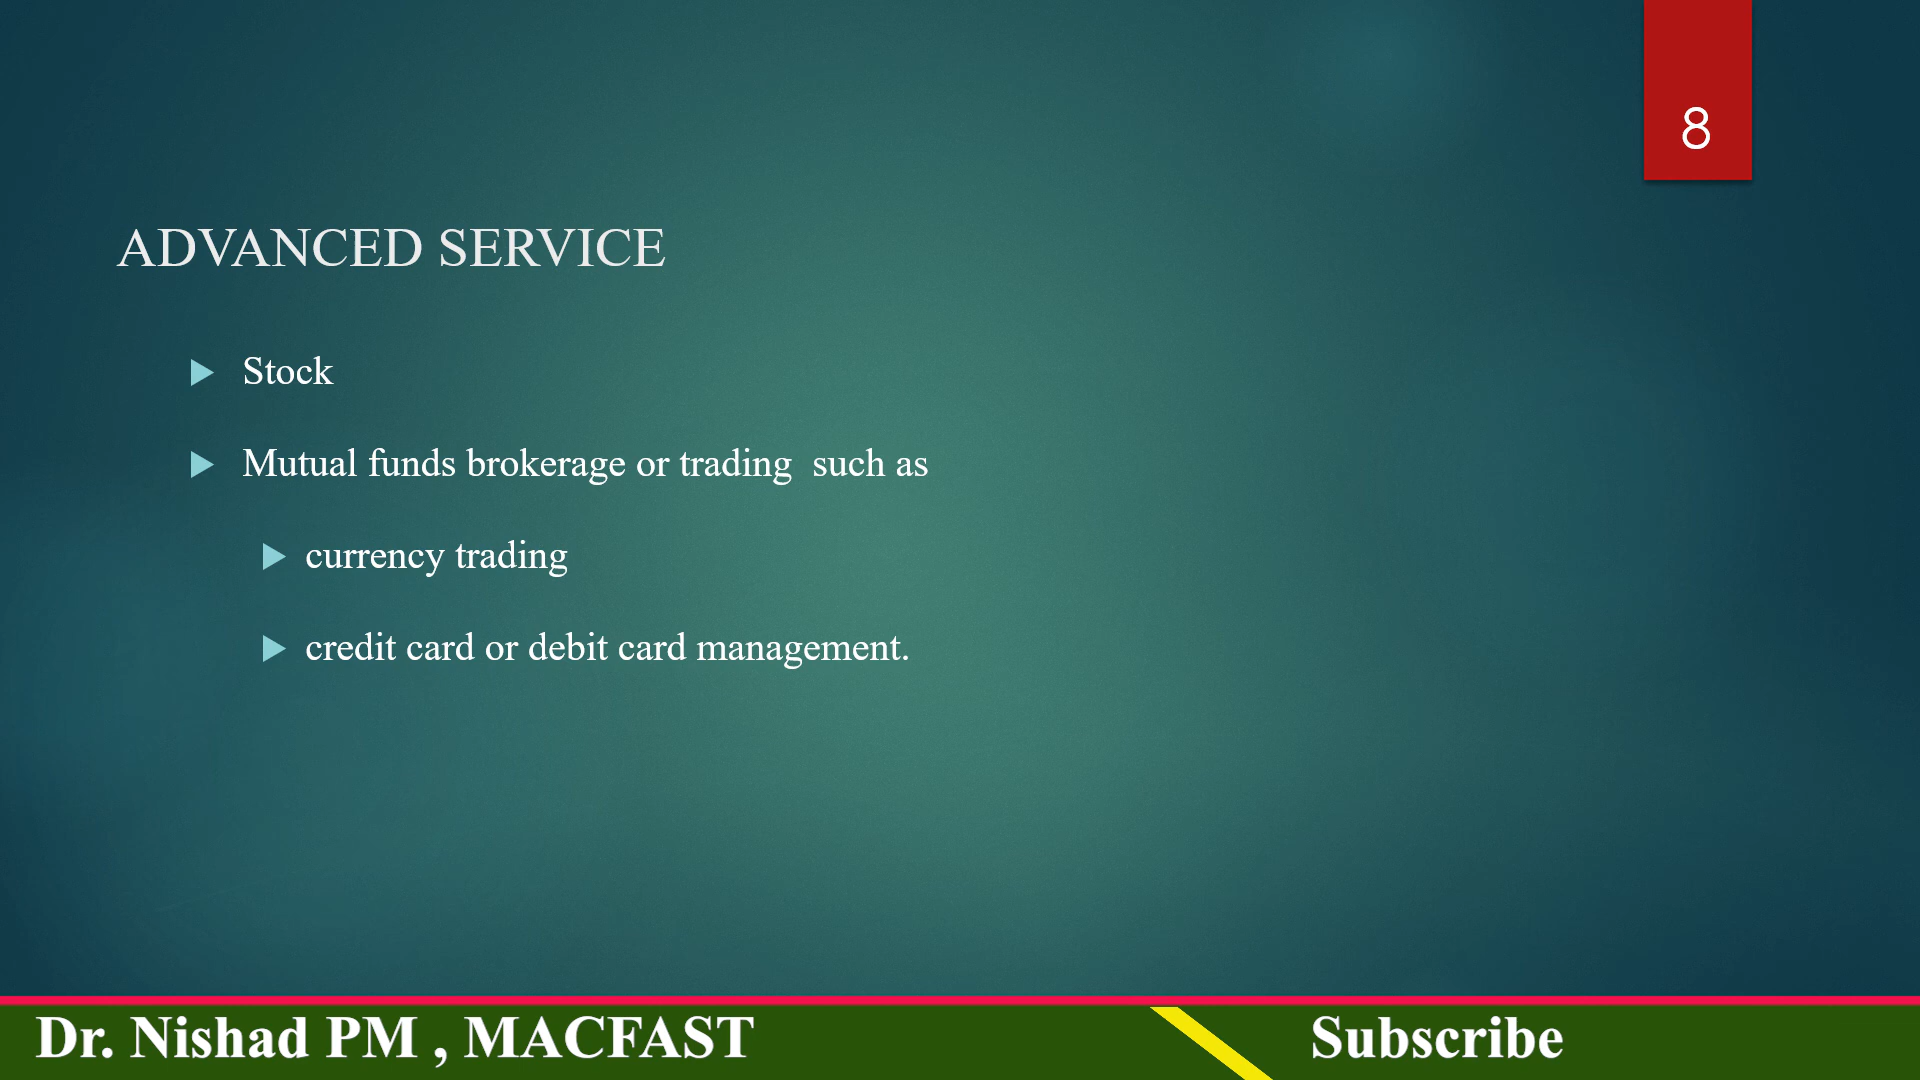 8
ADVANCED SERVICE
Stock
Mutual funds brokerage or trading  such as
currency trading
credit card or debit card management.
Dr. Nishad PM , MACFAST
Subscribe